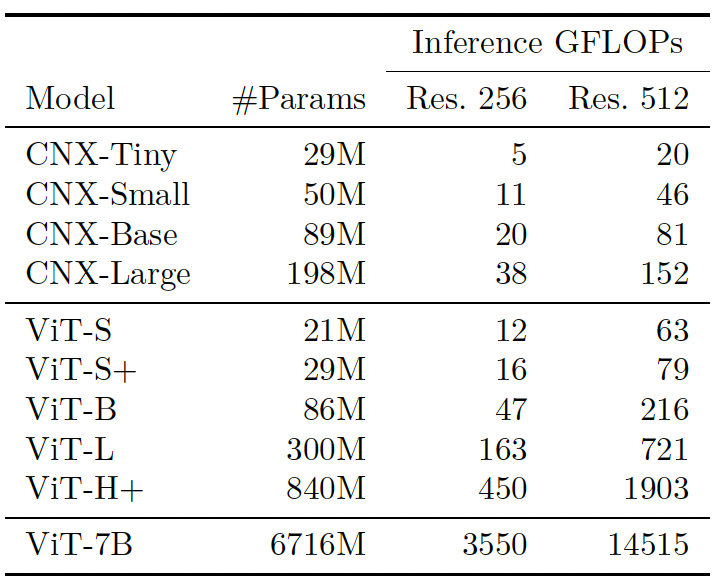 Inference GFLOPs
Model #Params Res. 256 Res. 512
CNX-Tiny 29M 5 20
CNX-Small 50M 11 46
CNX-Base 89M 20 81
CNX-Large 198M 38 152
ViT-S 21M 12 63
ViT-S+ 29M 16 79
ViT-B 86M 47 216
ViT-L 300M 163 721
ViT-H+ 840M 450 1903
ViT-7B 6716M 3550 14515